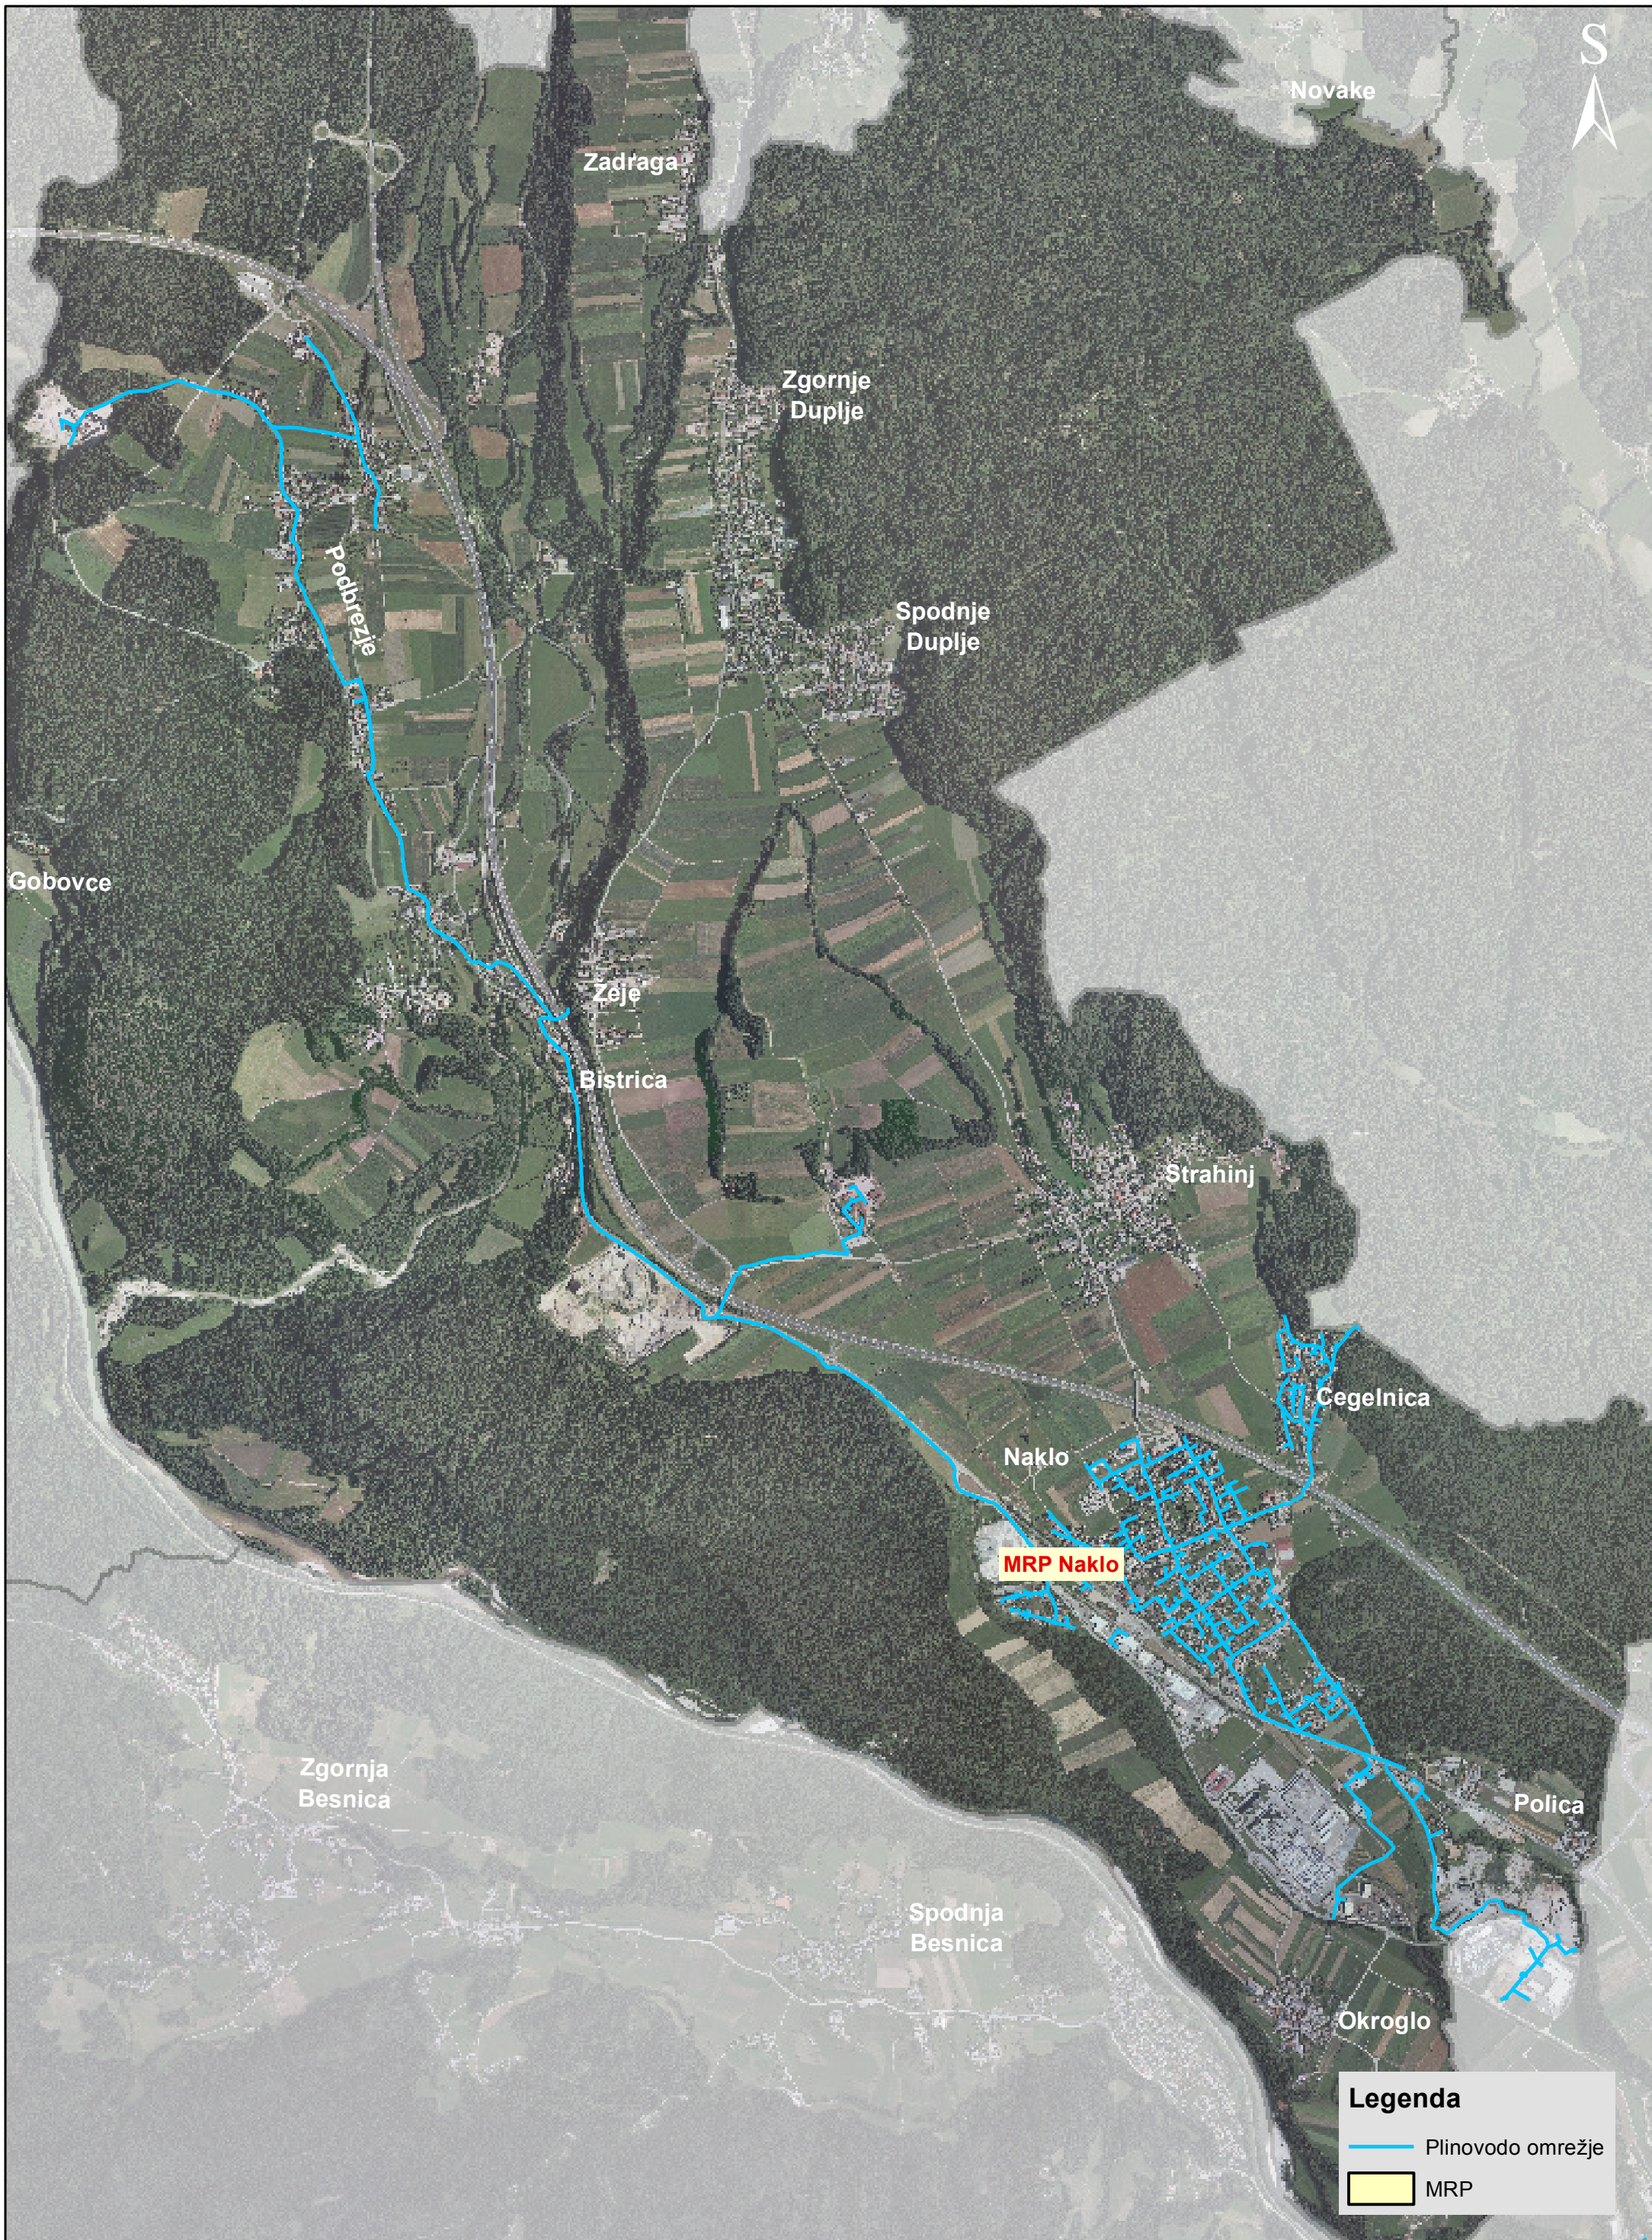 S
Novake
Zadraga
Zgornje
Duplje
Podbrezje
Spodnje
Duplje
Gobovce
Žeje
Bistrica
Strahinj
Cegelnica
Naklo
MRP Naklo
Zgornja
Besnica
Polica
Spodnja
Besnica
Okroglo
Legenda
Plinovodo omrežje
MRP